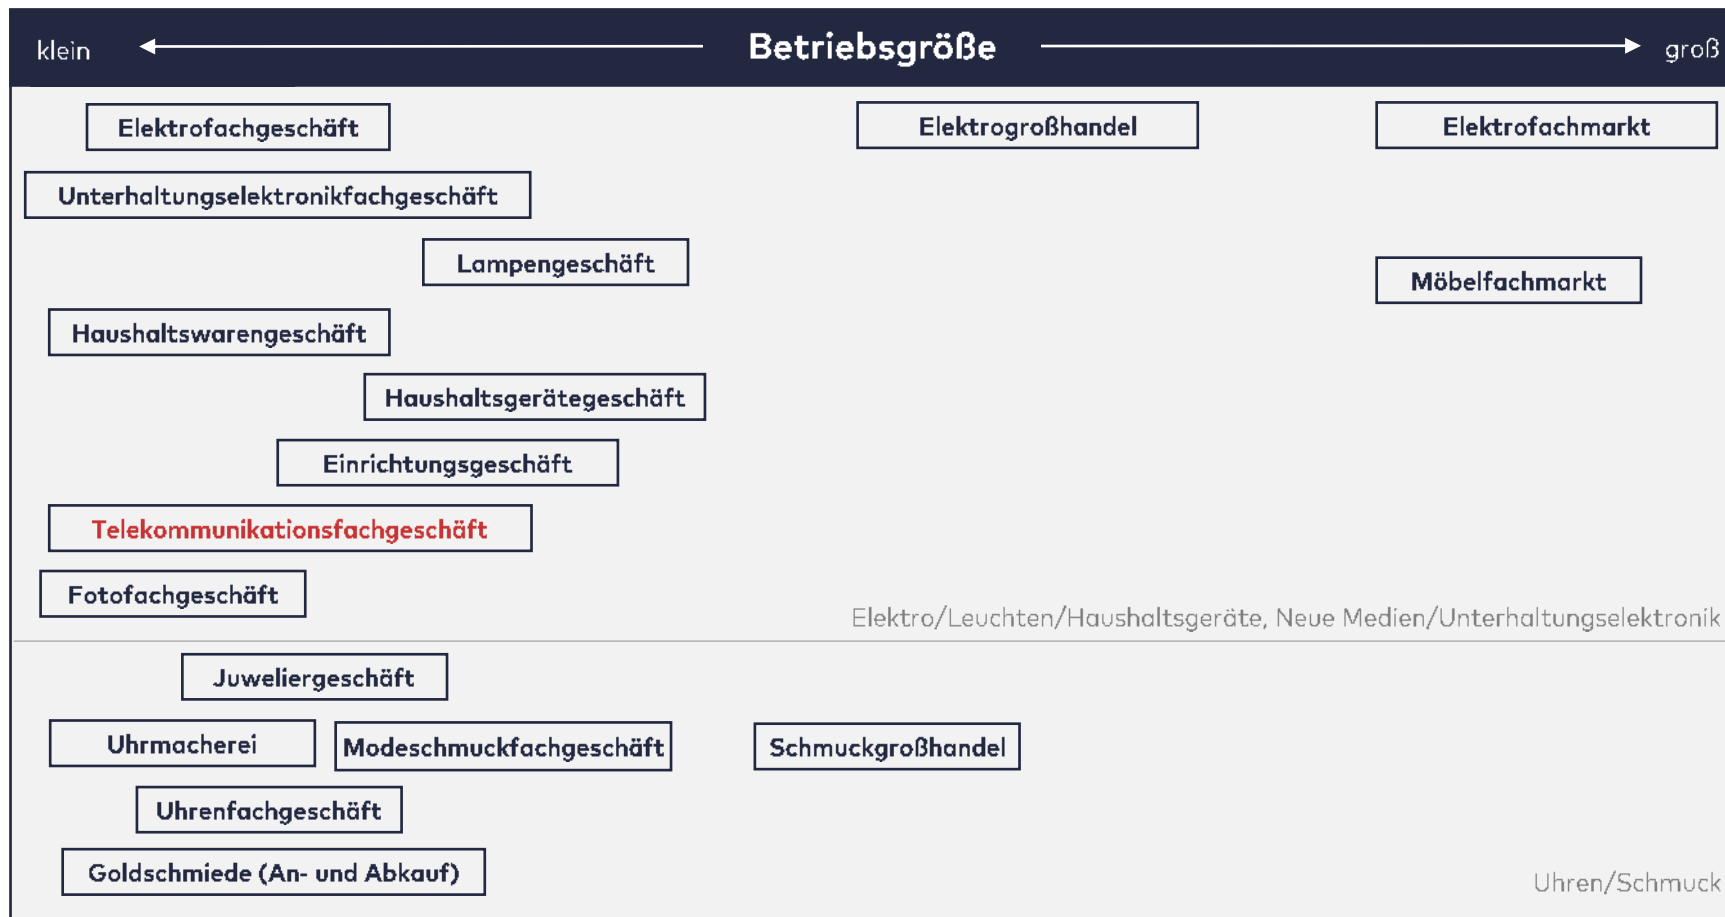 klein
Betriebsgröße
groß
Elektrofachgeschäft
Elektrogroßhandel
Elektrofachmarkt
Unterhaltungselektronikfachgeschäft
Lampengeschäft
Möbelfachmarkt
Haushaltswarengeschäft
Haushaltsgerätegeschäft
Einrichtungsgeschäft
Telekommunikationsfachgeschäft
Fotofachgeschäft
Elektro/Leuchten/Haushaltsgeräte, Neue Medien/Unterhaltungselektronik
Juweliergeschäft
Uhrmacherei
Modeschmuckfachgeschäft
Schmuckgroßhandel
Uhrenfachgeschäft
Goldschmiede (An- und Abkauf)
Uhren/Schmuck